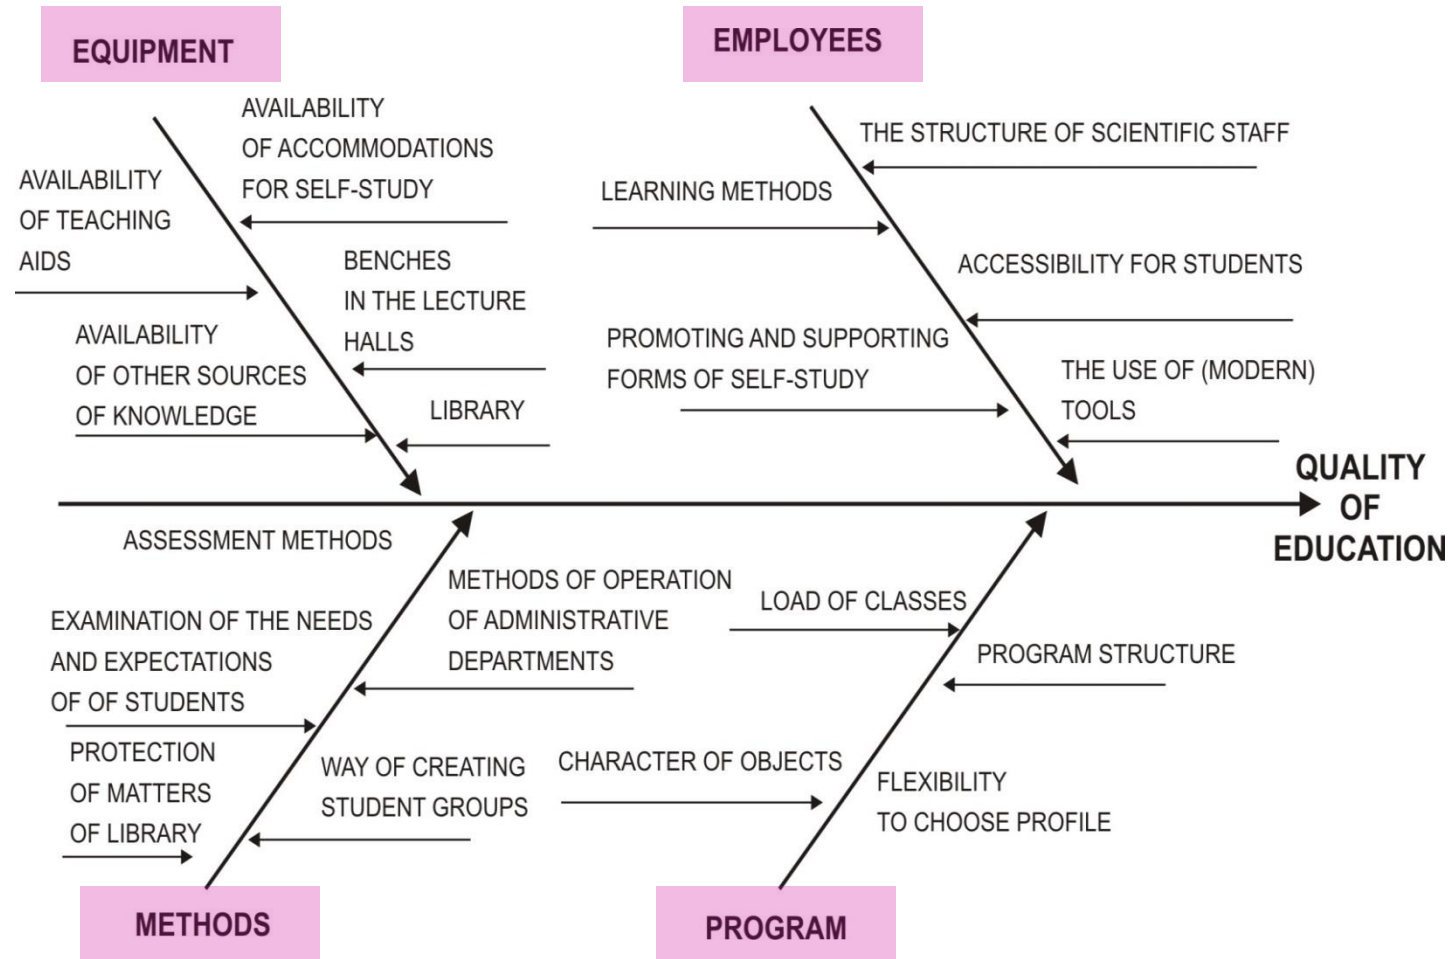 EQUIPMENT
EMPLOYEES
AVAILABILITY
OF ACCOMMODATIONS
FOR SELF-STUDY
AVAILABILITY
OF TEACHING
AIDS
BENCHES
IN THE LECTURE
HALLS
AVAILABILITY
OF OTHER SOURCES
OF KNOWLEDGE
LIBRARY
THE STRUCTURE OF SCIENTIFIC STAFF
LEARNING METHODS
ACCESSIBILITY FOR STUDENTS
PROMOTING AND SUPPORTING
FORMS OF SELF-STUDY
THE USE OF (MODERN)
TOOLS
QUALITY
OF
EDUCATION
ASSESSMENT METHODS
METHODS OF OPERATION
OF ADMINISTRATIVE
DEPARTMENTS
EXAMINATION OF THE NEEDS
AND EXPECTATIONS
OF OF STUDENTS
PROTECTION
OF MATTERS
OF LIBRARY
WAY OF CREATING
STUDENT GROUPS
LOAD OF CLASSES
PROGRAM STRUCTURE
CHARACTER OF OBJECTS
FLEXIBILITY
TO CHOOSE PROFILE
METHODS
PROGRAM